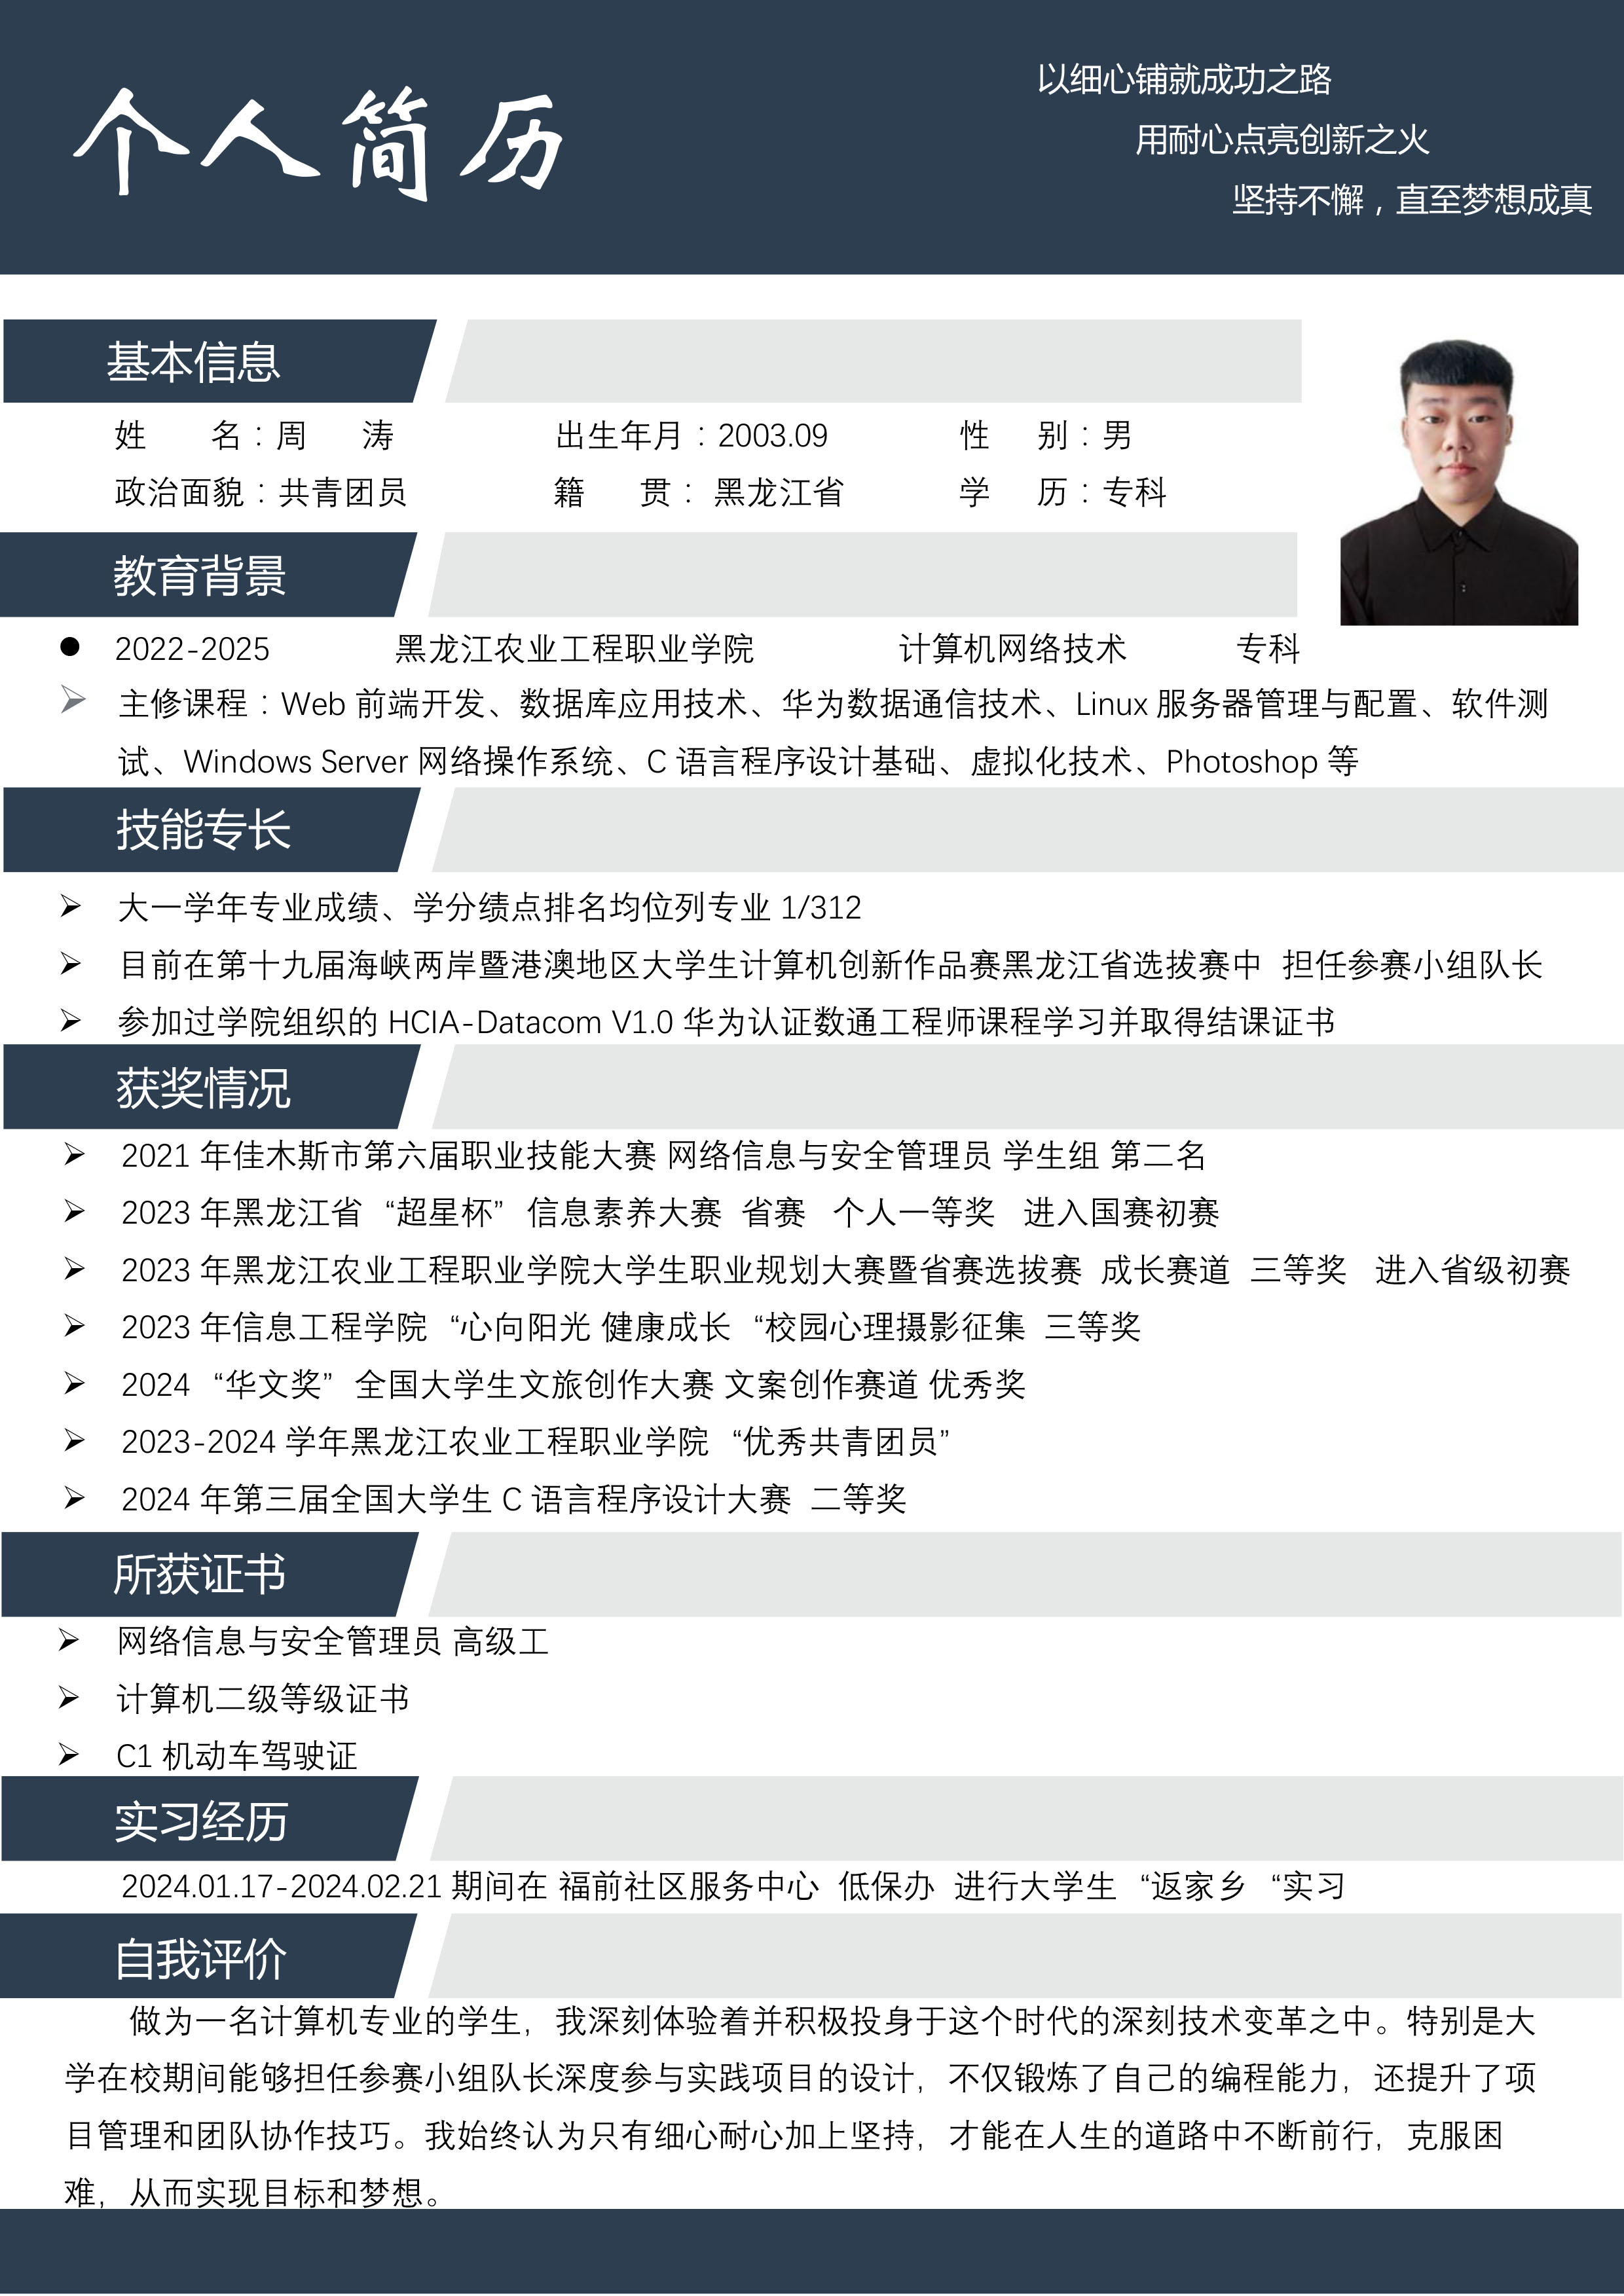 个人简历
以细心铺就成功之路
用耐心点亮创新之火
坚持不懈，直至梦想成真
基本信息
姓 名：周 涛 出生年月：2003.09 性 别：男
政治面貌：共青团员 籍 贯： 黑龙江省 学 历：专科
教育背景
2022-2025 黑龙江农业工程职业学院 计算机网络技术 专科
主修课程：Web 前端开发、数据库应用技术、华为数据通信技术、Linux 服务器管理与配置、软件测
试、Windows Server 网络操作系统、C 语言程序设计基础、虚拟化技术、Photoshop 等
技能专长
大一学年专业成绩、学分绩点排名均位列专业 1/312
目前在第十九届海峡两岸暨港澳地区大学生计算机创新作品赛黑龙江省选拔赛中 担任参赛小组队长
参加过学院组织的 HCIA-Datacom V1.0 华为认证数通工程师课程学习并取得结课证书
获奖情况
2021 年佳木斯市第六届职业技能大赛 网络信息与安全管理员 学生组 第二名
2023 年黑龙江省 “超星杯” 信息素养大赛 省赛 个人一等奖 进入国赛初赛
2023 年黑龙江农业工程职业学院大学生职业规划大赛暨省赛选拔赛 成长赛道 三等奖 进入省级初赛
2023 年信息工程学院 “心向阳光 健康成长 “校园心理摄影征集 三等奖
2024 “华文奖” 全国大学生文旅创作大赛 文案创作赛道 优秀奖
2023-2024 学年黑龙江农业工程职业学院 “优秀共青团员”
2024 年第三届全国大学生 C 语言程序设计大赛 二等奖
所获证书
网络信息与安全管理员 高级工
计算机二级等级证书
C1 机动车驾驶证
实习经历
2024.01.17-2024.02.21 期间在 福前社区服务中心 低保办 进行大学生 “返家乡 “实习
自我评价
做为一名计算机专业的学生，我深刻体验着并积极投身于这个时代的深刻技术变革之中。特别是大
学在校期间能够担任参赛小组队长深度参与实践项目的设计，不仅锻炼了自己的编程能力，还提升了项
目管理和团队协作技巧。我始终认为只有细心耐心加上坚持，才能在人生的道路中不断前行，克服困
难，从而实现目标和梦想。